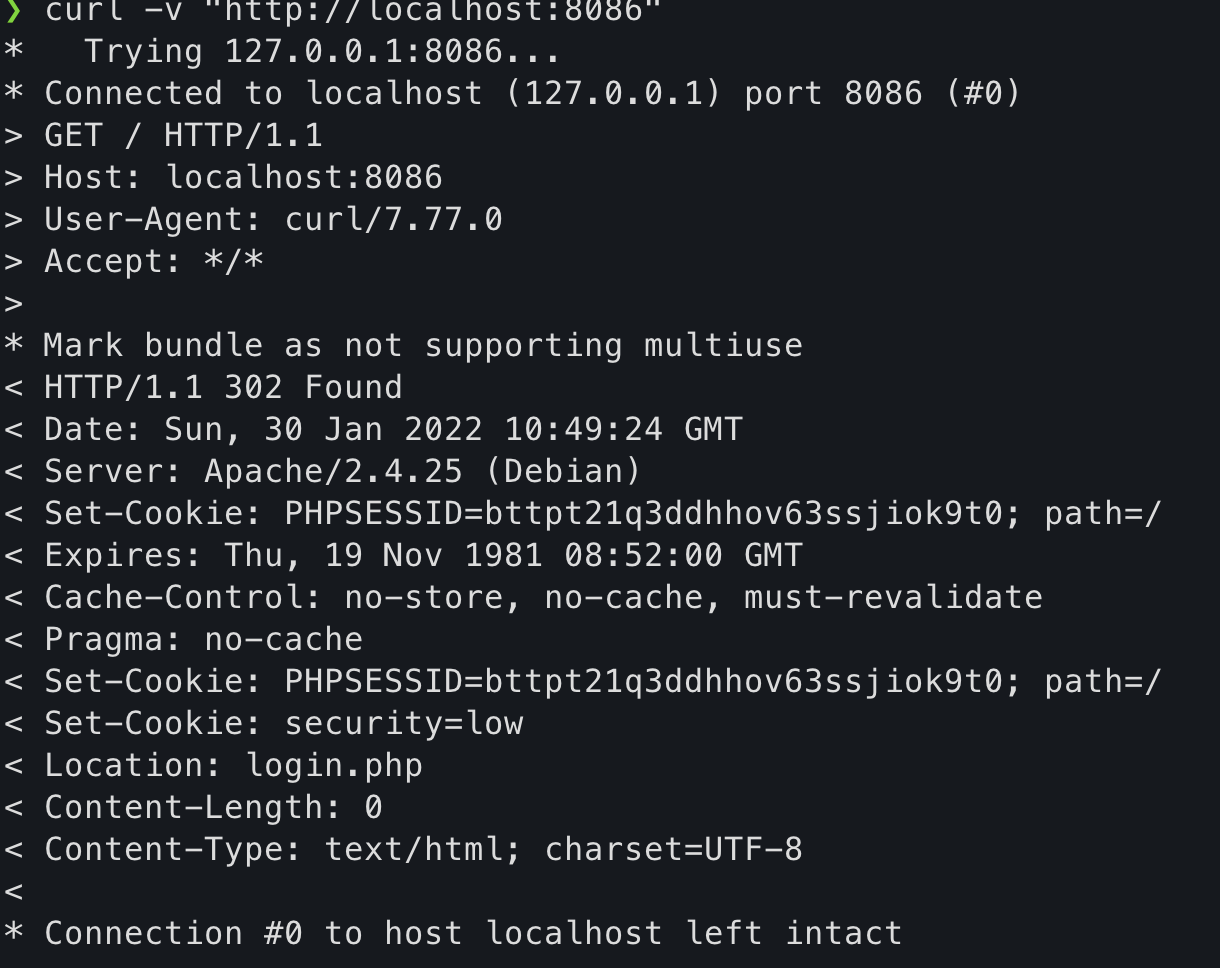 ❯ curl -v "http://localhost:8086"
*   Trying 127.0.0.1:8086...
* Connected to localhost (127.0.0.1) port 8086 (#0)
> GET / HTTP/1.1
> Host: localhost:8086
> User-Agent: curl/7.77.0
> Accept: */*
>
* Mark bundle as not supporting multiuse
< HTTP/1.1 302 Found
< Date: Sun, 30 Jan 2022 10:49:24 GMT
< Server: Apache/2.4.25 (Debian)
< Set-Cookie: PHPSESSID=bttpt21q3ddhhov63ssjiok9t0; path=/
< Expires: Thu, 19 Nov 1981 08:52:00 GMT
< Cache-Control: no-store, no-cache, must-revalidate
< Pragma: no-cache
< Set-Cookie: PHPSESSID=bttpt21q3ddhhov63ssjiok9t0; path=/
< Set-Cookie: security=low
< Location: login.php
< Content-Length: 0
< Content-Type: text/html; charset=UTF-8
<
* Connection #0 to host localhost left intact